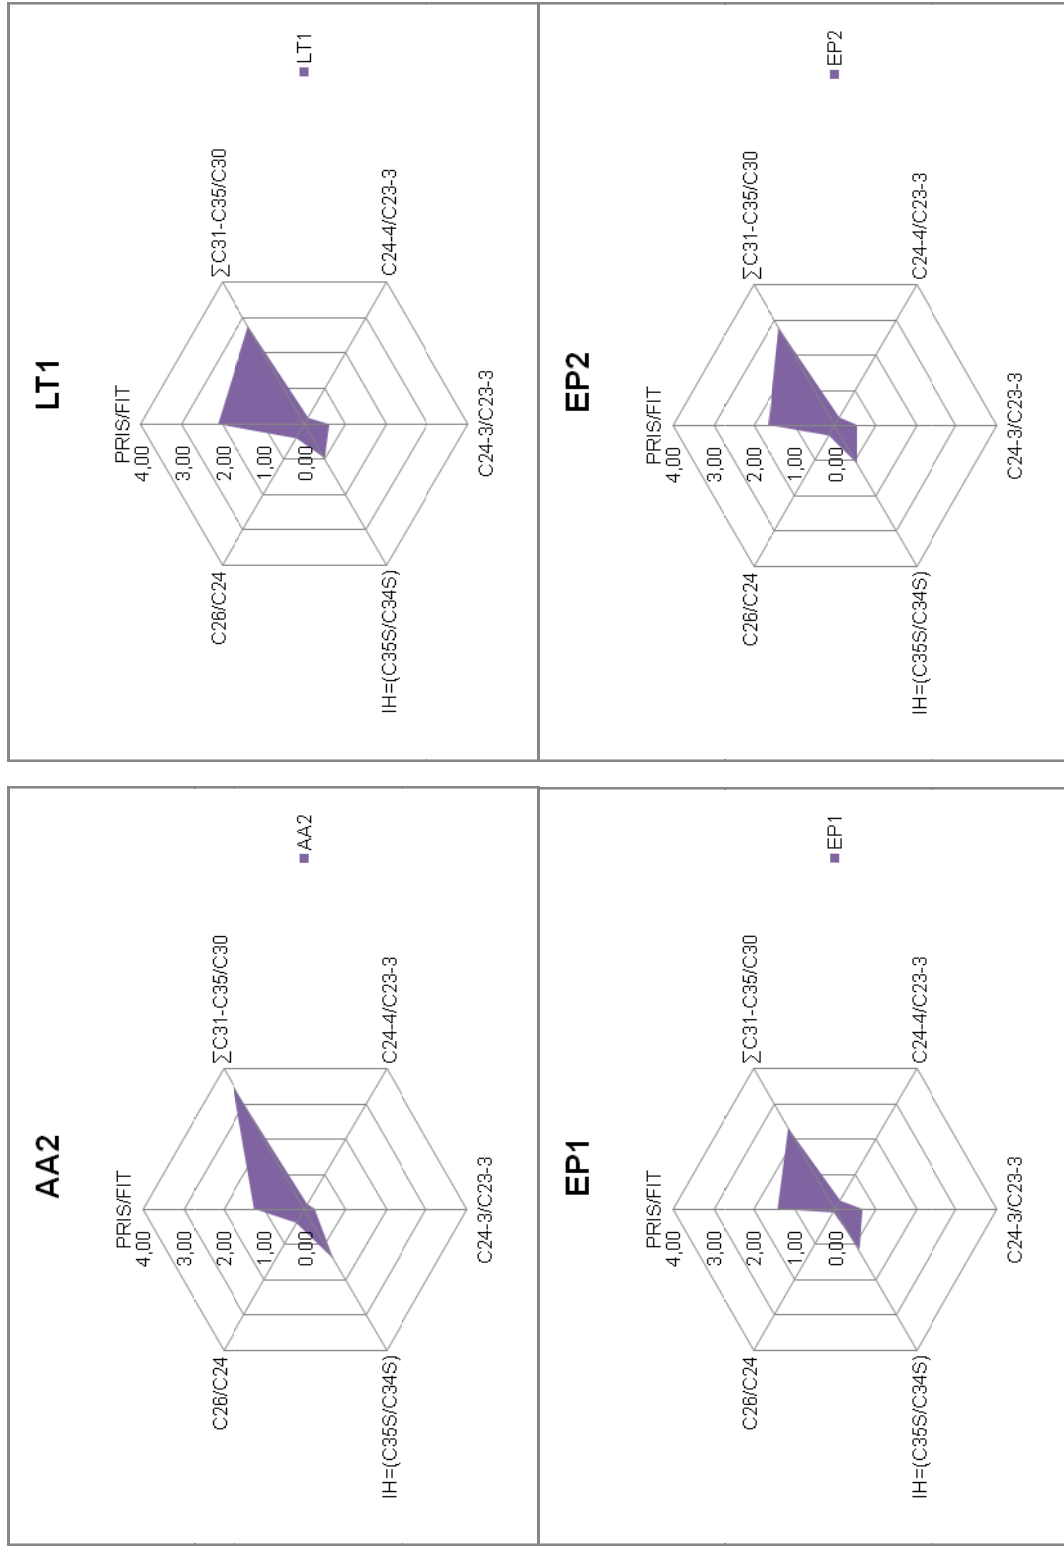 AA2
PRIS/FIT
4,00
3,00
C26/C24
∑C31-C35/C30
2,00
1,00
0,00
AA2
IH=(C35S/C34S)
C24-4/C23-3
C24-3/C23-3
LT1
PRIS/FIT
4,00
3,00
C26/C24
∑C31-C35/C30
2,00
1,00
0,00
LT1
IH=(C35S/C34S)
C24-4/C23-3
C24-3/C23-3
EP1
PRIS/FIT
4,00
3,00
C26/C24
∑C31-C35/C30
2,00
1,00
0,00
EP1
IH=(C35S/C34S)
C24-4/C23-3
C24-3/C23-3
EP2
PRIS/FIT
4,00
3,00
C26/C24
∑C31-C35/C30
2,00
1,00
0,00
EP2
IH=(C35S/C34S)
C24-4/C23-3
C24-3/C23-3